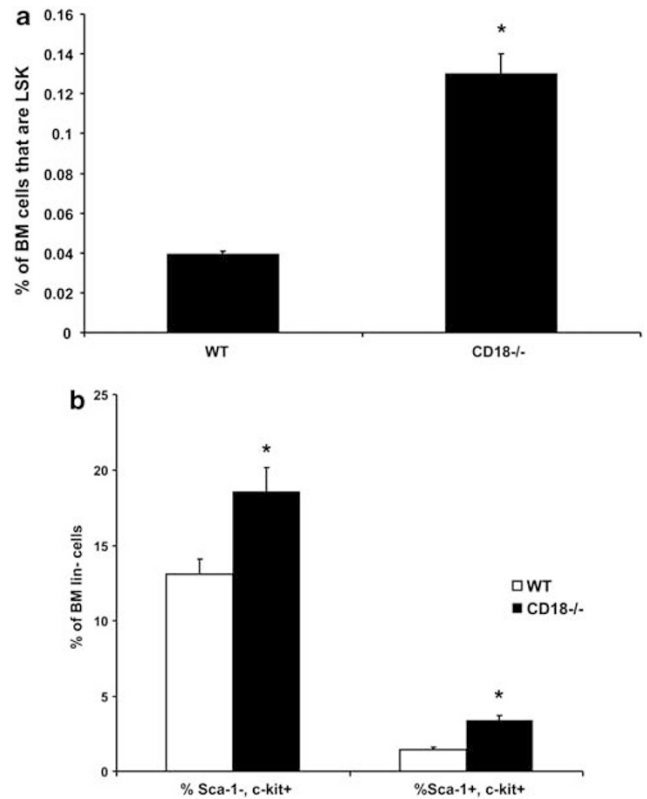 a
% of BM cells that are LSK
0.16
*
0.14
0.12
0.1
0.08
0.06
0.04
0.02
0
WT
CD18-/-
b
% of BM lin- cells
25
20
15
10
5
0
*
*
WT
CD18-/-
% Sca-1-, c-kit+
%Sca-1+, c-kit+